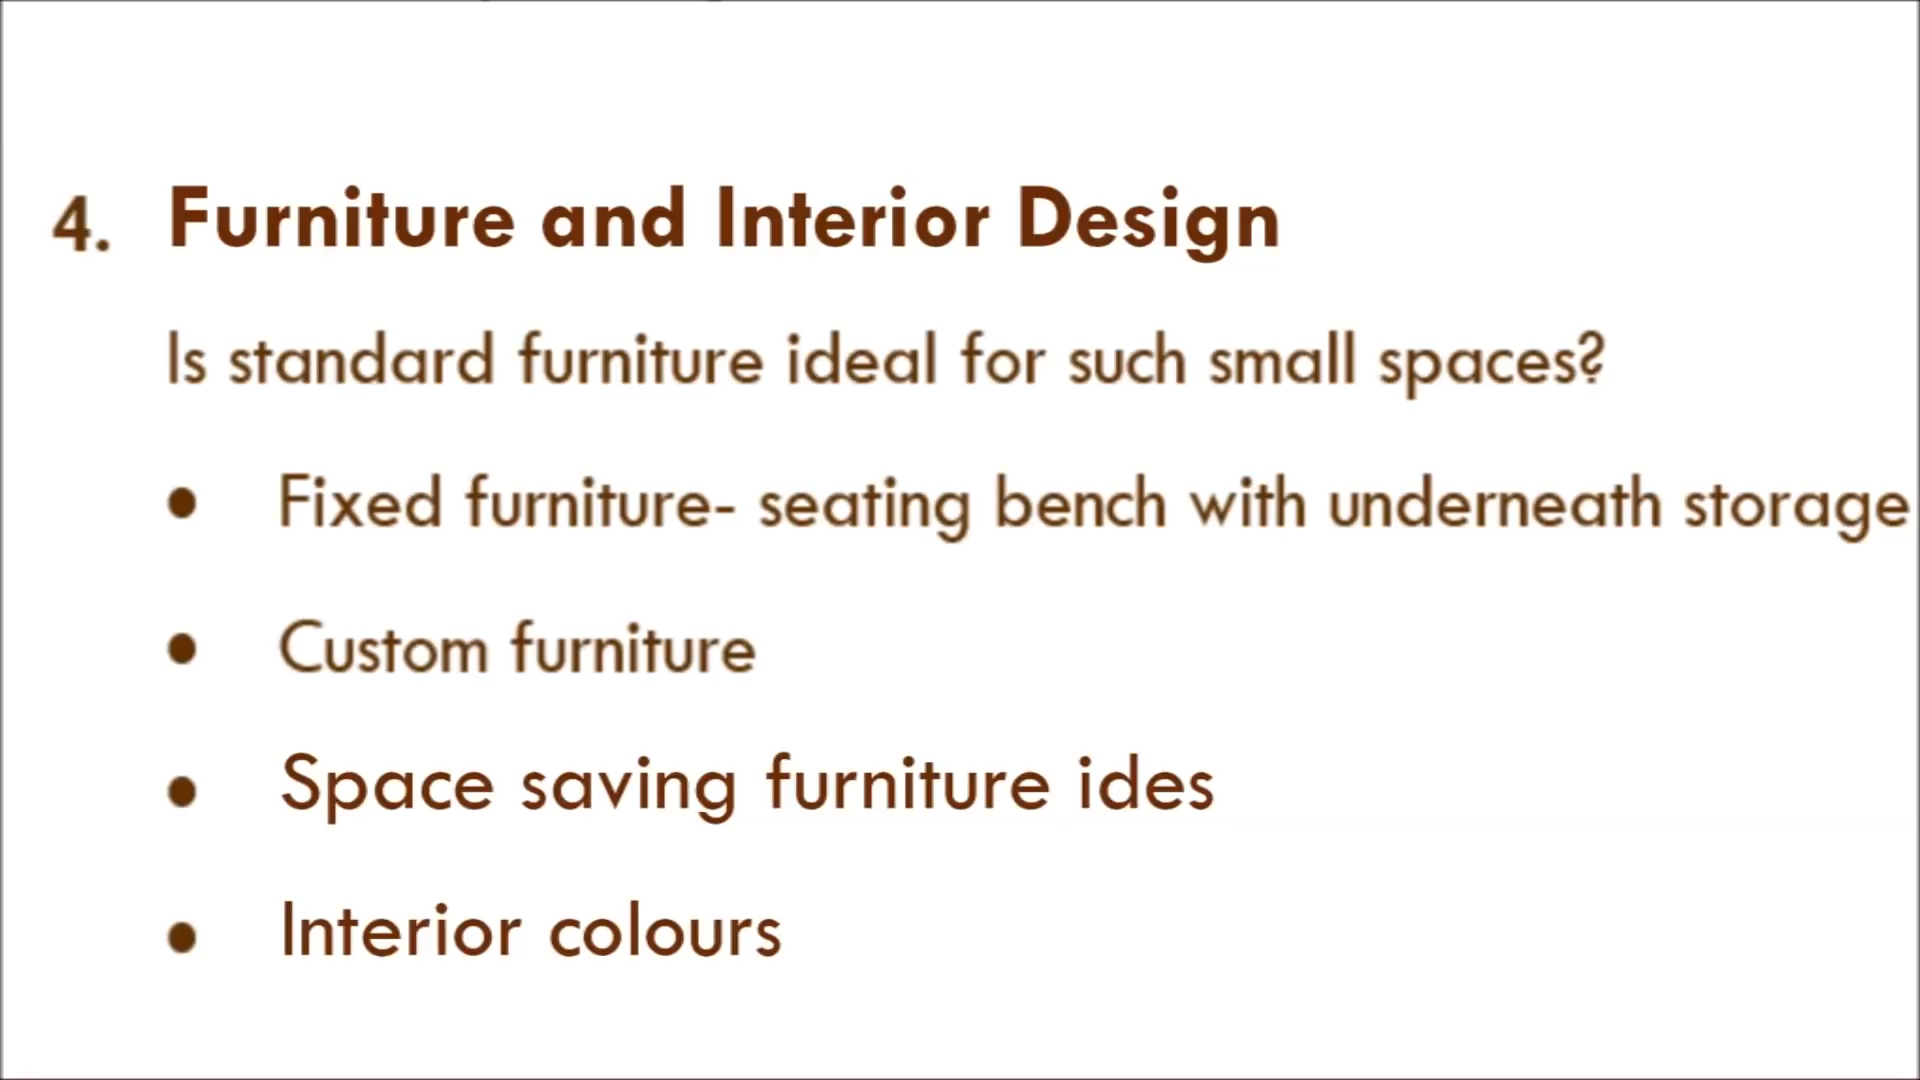 4. Furniture and Interior Design
Is standard furniture ideal for such small spaces?
• Fixed furniture- seating bench with underneath storage
• Custom furniture
• Space saving furniture ides
• Interior colours